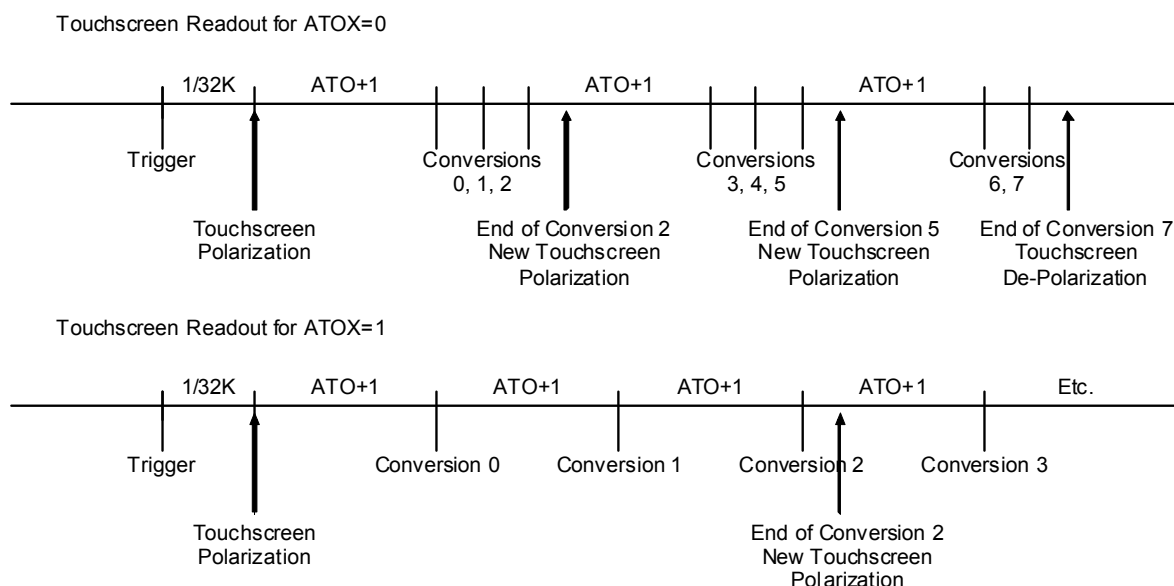 Touchscreen Readout for ATOX=0
1/32K ATO+1 ATO+1 ATO+1
Trigger Conversions Conversions Conversions
0, 1, 2 3, 4, 5 6, 7
Touchscreen End of Conversion 2 End of Conversion 5 End of Conversion 7
Polarization New Touchscreen New Touchscreen Touchscreen
Polarization Polarization De-Polarization
Touchscreen Readout for ATOX=1
1/32K ATO+1 ATO+1 ATO+1 ATO+1 Etc.
Trigger Conversion 0 Conversion 1 Conversion 2 Conversion 3
Touchscreen End of Conversion 2
Polarization New Touchscreen
Polarization